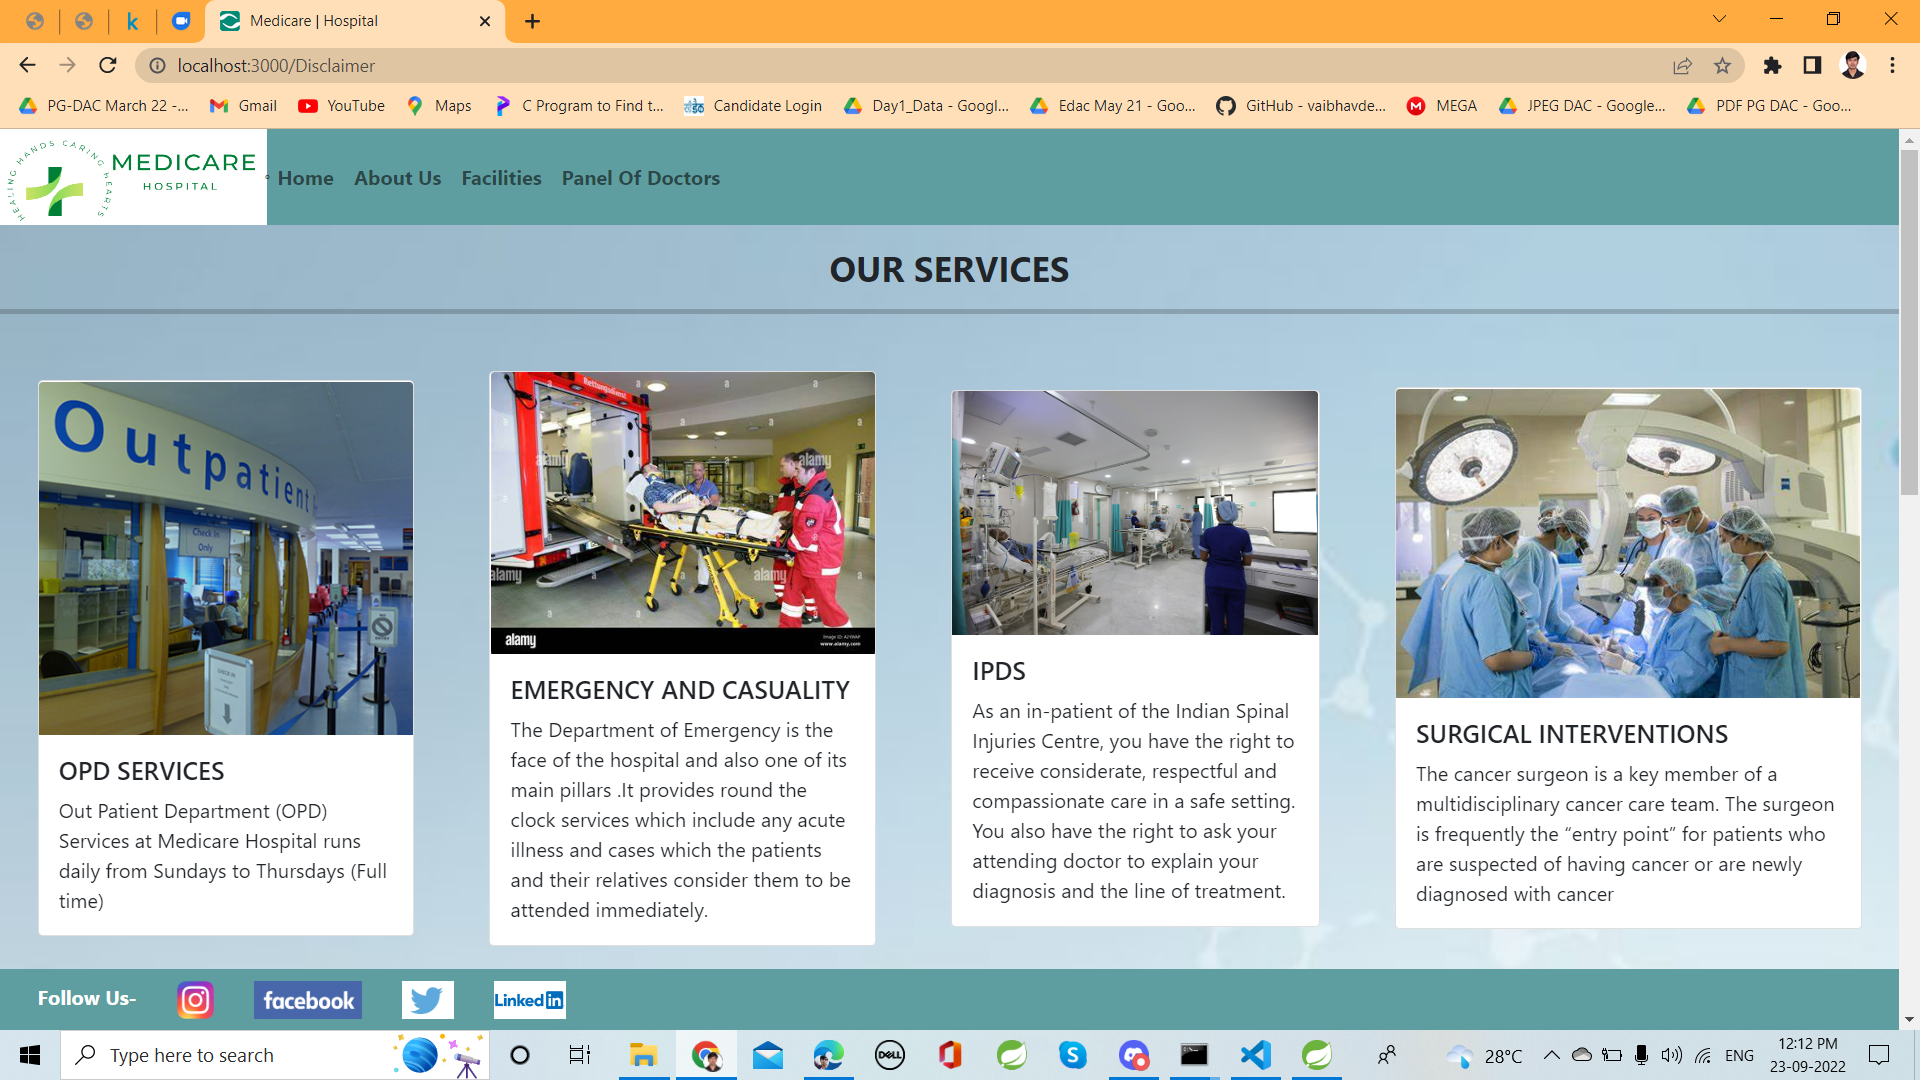 Medicare | Hospital
localhost:3000/Disclaimer
PG-DAC March 22 -...
Gmail
YouTube
Maps
C Program to Find t...
Candidate Login
Day1_Data - Googl...
Edac May 21 - Goo...
GitHub - vaibhavde...
MEGA
JPEG DAC - Google...
PDF PG DAC - Goo...
HEALING HANDS CARING HEARTS
MEDICARE
HOSPITAL
Home
About Us
Facilities
Panel Of Doctors
OUR SERVICES
Outpatient
Check In
Only
OPD SERVICES
Out Patient Department (OPD)
Services at Medicare Hospital runs
daily from Sundays to Thursdays (Full
time)
Rettungsdienst
alamy
alamy
alamy
alamy
alamy
www.alamy.com
EMERGENCY AND CASUALITY
The Department of Emergency is the
face of the hospital and also one of its
main pillars .It provides round the
clock services which include any acute
illness and cases which the patients
and their relatives consider them to be
attended immediately.
IPDS
As an in-patient of the Indian Spinal
Injuries Centre, you have the right to
receive considerate, respectful and
compassionate care in a safe setting.
You also have the right to ask your
attending doctor to explain your
diagnosis and the line of treatment.
SURGICAL INTERVENTIONS
The cancer surgeon is a key member of a
multidisciplinary cancer care team. The surgeon
is frequently the “entry point” for patients who
are suspected of having cancer or are newly
diagnosed with cancer
Follow Us-
facebook
Linked in
Type here to search
DELL
28°C
ENG
12:12 PM
23-09-2022